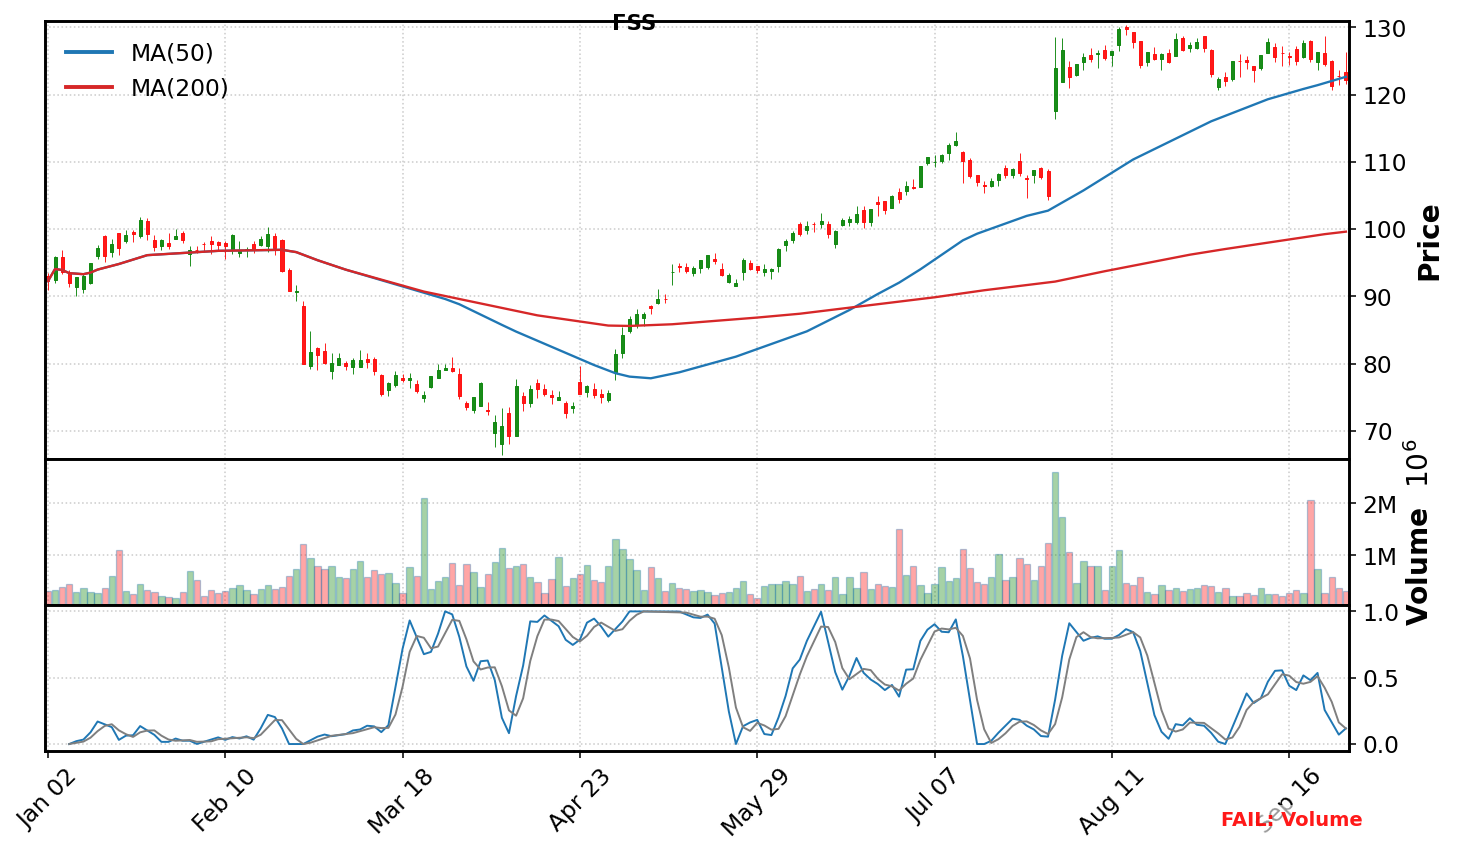 FSS
MA(50)
MA(200)
130
120
110
100
90
80
70
Price
2M
1M
Volume 10^6
1.0
0.5
0.0
Jan 02
Feb 10
Mar 18
Apr 23
May 29
Jul 07
Aug 11
Sep 16
FAIL: Volume